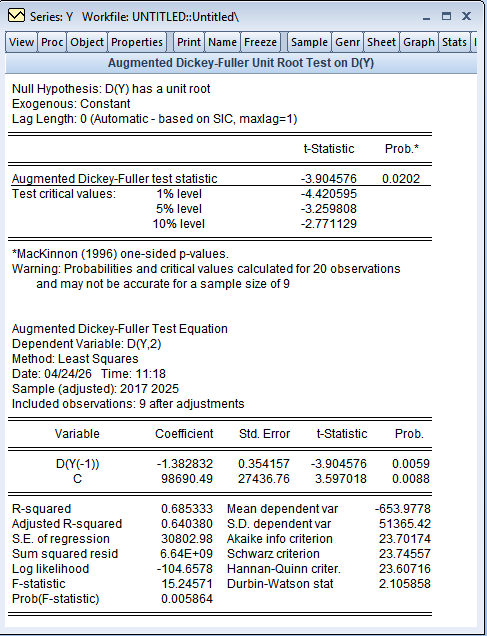 Series: Y Workfile: UNTITLED::Untitled\
View Proc Object Properties Print Name Freeze Sample Genr Sheet Graph Stats
Augmented Dickey-Fuller Unit Root Test on D(Y)
Null Hypothesis: D(Y) has a unit root
Exogenous: Constant
Lag Length: 0 (Automatic - based on SIC, maxlag=1)
t-Statistic Prob.*
Augmented Dickey-Fuller test statistic -3.904576 0.0202
Test critical values: 1% level -4.420595
5% level -3.259808
10% level -2.771129
*MacKinnon (1996) one-sided p-values.
Warning: Probabilities and critical values calculated for 20 observations
and may not be accurate for a sample size of 9
Augmented Dickey-Fuller Test Equation
Dependent Variable: D(Y,2)
Method: Least Squares
Date: 04/24/26 Time: 11:18
Sample (adjusted): 2017 2025
Included observations: 9 after adjustments
Variable Coefficient Std. Error t-Statistic Prob.
D(Y(-1)) -1.382832 0.354157 -3.904576 0.0059
C 98690.49 27436.76 3.597018 0.0088
R-squared 0.685333 Mean dependent var -653.9778
Adjusted R-squared 0.640380 S.D. dependent var 51365.42
S.E. of regression 30802.98 Akaike info criterion 23.70174
Sum squared resid 6.64E+09 Schwarz criterion 23.74557
Log likelihood -104.6578 Hannan-Quinn criter. 23.60716
F-statistic 15.24571 Durbin-Watson stat 2.105858
Prob(F-statistic) 0.005864